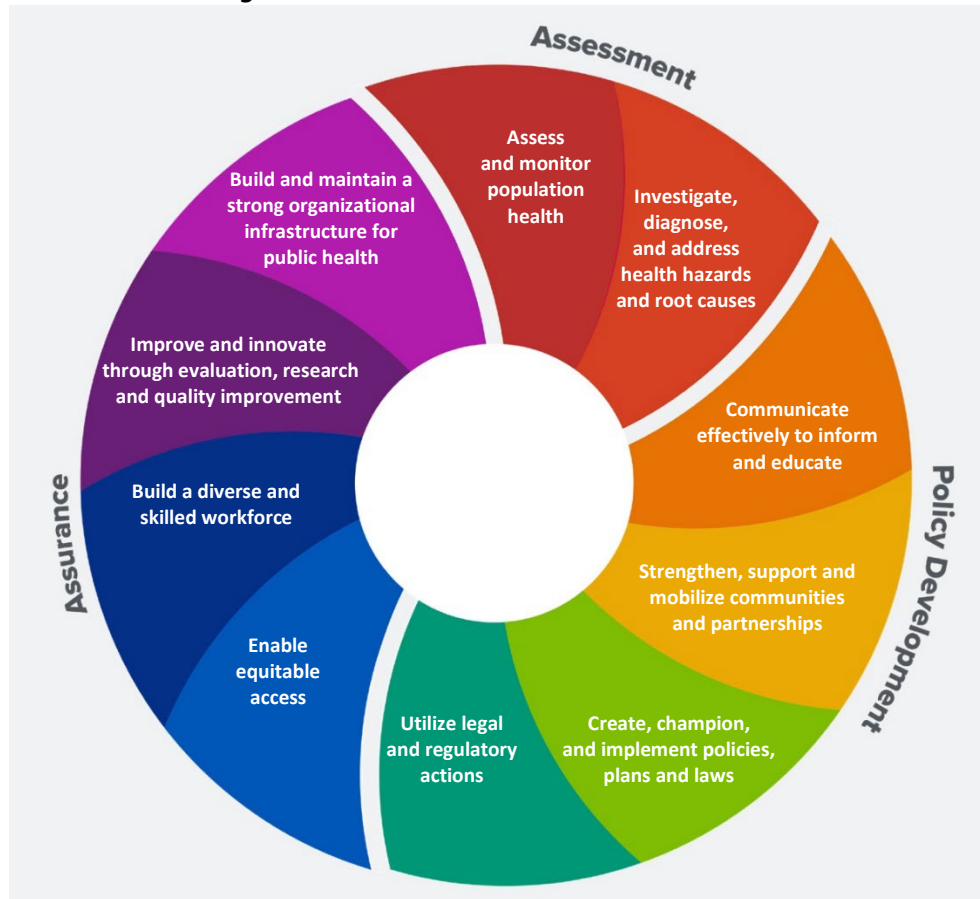 Assessment
Assess
and monitor
population
health
Investigate,
diagnose,
and address
health hazards
and root causes
Policy Development
Communicate
effectively to inform
and educate
Strengthen, support and
mobilize communities
and partnerships
Create, champion,
and implement policies,
plans and laws
Utilize legal
and regulatory
actions
Assurance
Enable
equitable
access
Build a diverse and
skilled workforce
Improve and innovate
through evaluation, research
and quality improvement
Build and maintain a
strong organizational
infrastructure for
public health